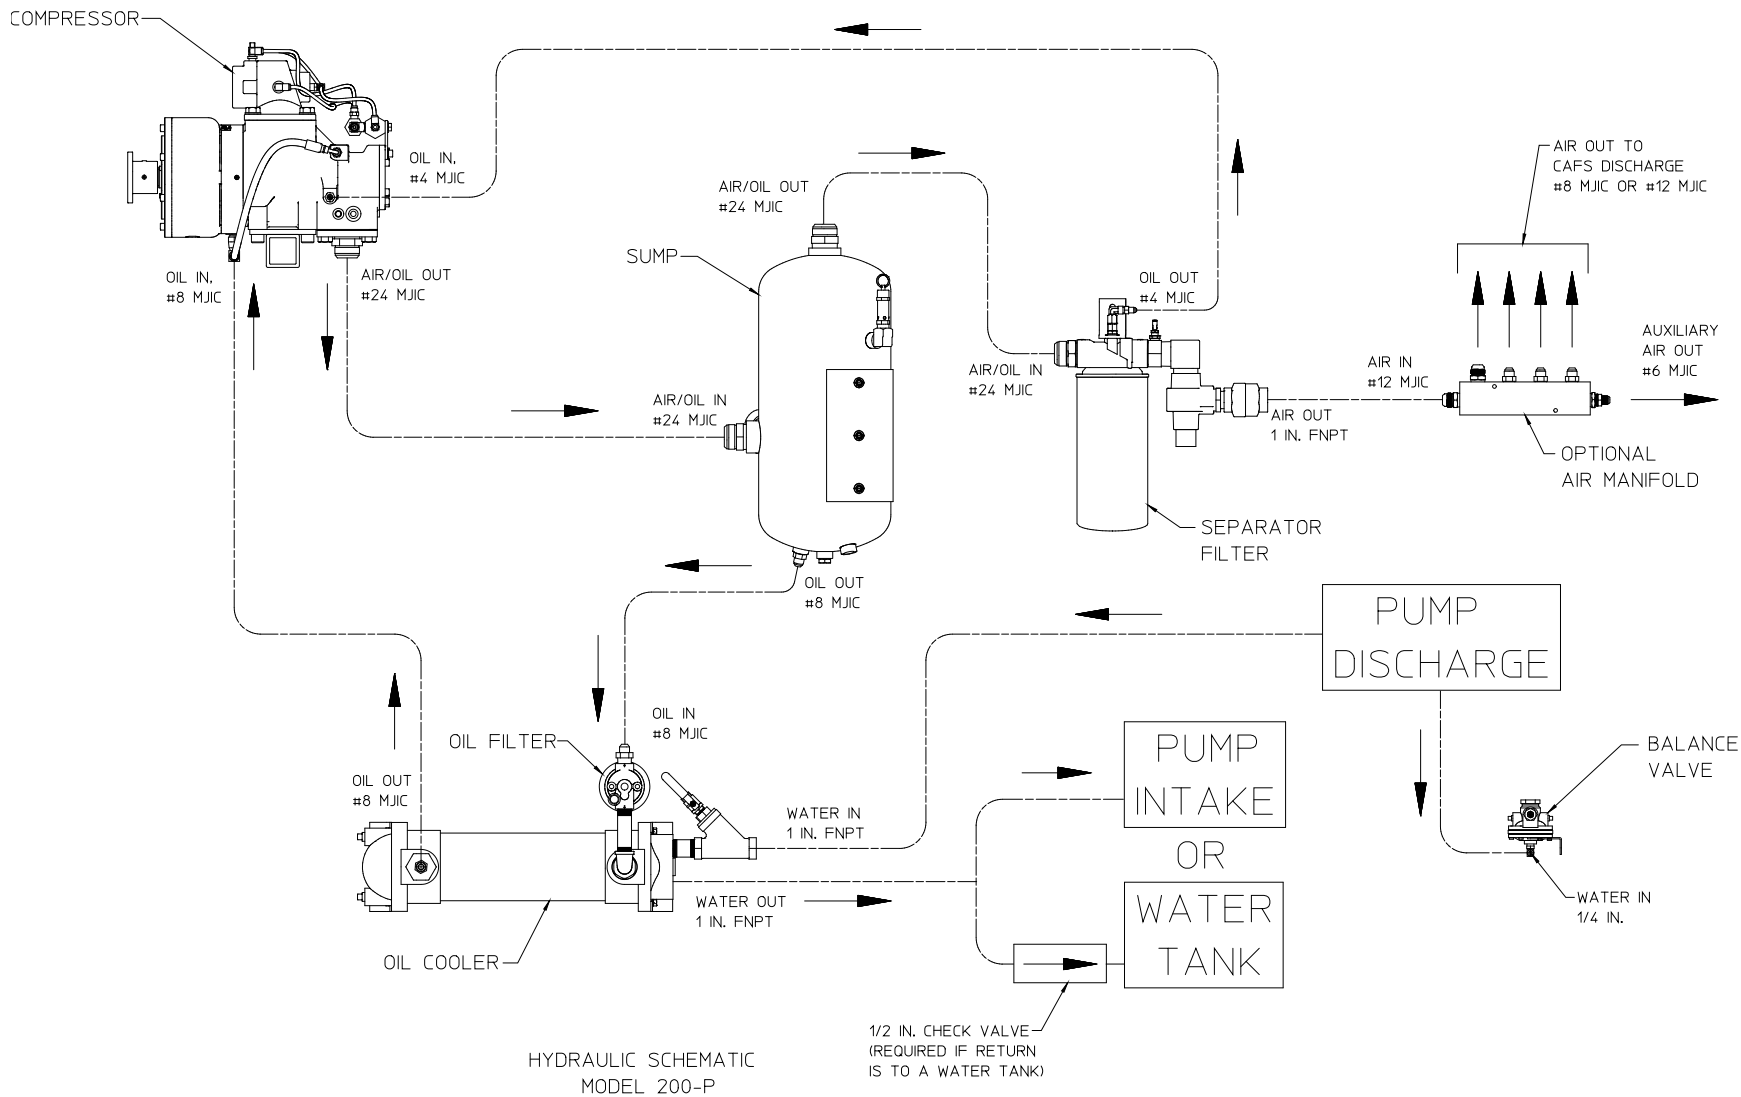 COMPRESSOR
OIL IN,
#4 MJIC
OIL IN,
#8 MJIC
AIR/OIL OUT
#24 MJIC
AIR/OIL OUT
#24 MJIC
SUMP
AIR/OIL IN
#24 MJIC
OIL OUT
#4 MJIC
AIR/OIL IN
#24 MJIC
AIR OUT
1 IN. FNPT
SEPARATOR
FILTER
AIR OUT TO
CAFS DISCHARGE
#8 MJIC OR #12 MJIC
AIR IN
#12 MJIC
AUXILIARY
AIR OUT
#6 MJIC
OPTIONAL
AIR MANIFOLD
OIL OUT
#8 MJIC
OIL IN
#8 MJIC
OIL FILTER
OIL OUT
#8 MJIC
OIL COOLER
WATER IN
1 IN. FNPT
WATER OUT
1 IN. FNPT
PUMP
DISCHARGE
PUMP
INTAKE
OR
WATER
TANK
BALANCE
VALVE
WATER IN
1/4 IN.
1/2 IN. CHECK VALVE
(REQUIRED IF RETURN
IS TO A WATER TANK)
HYDRAULIC SCHEMATIC
MODEL 200-P